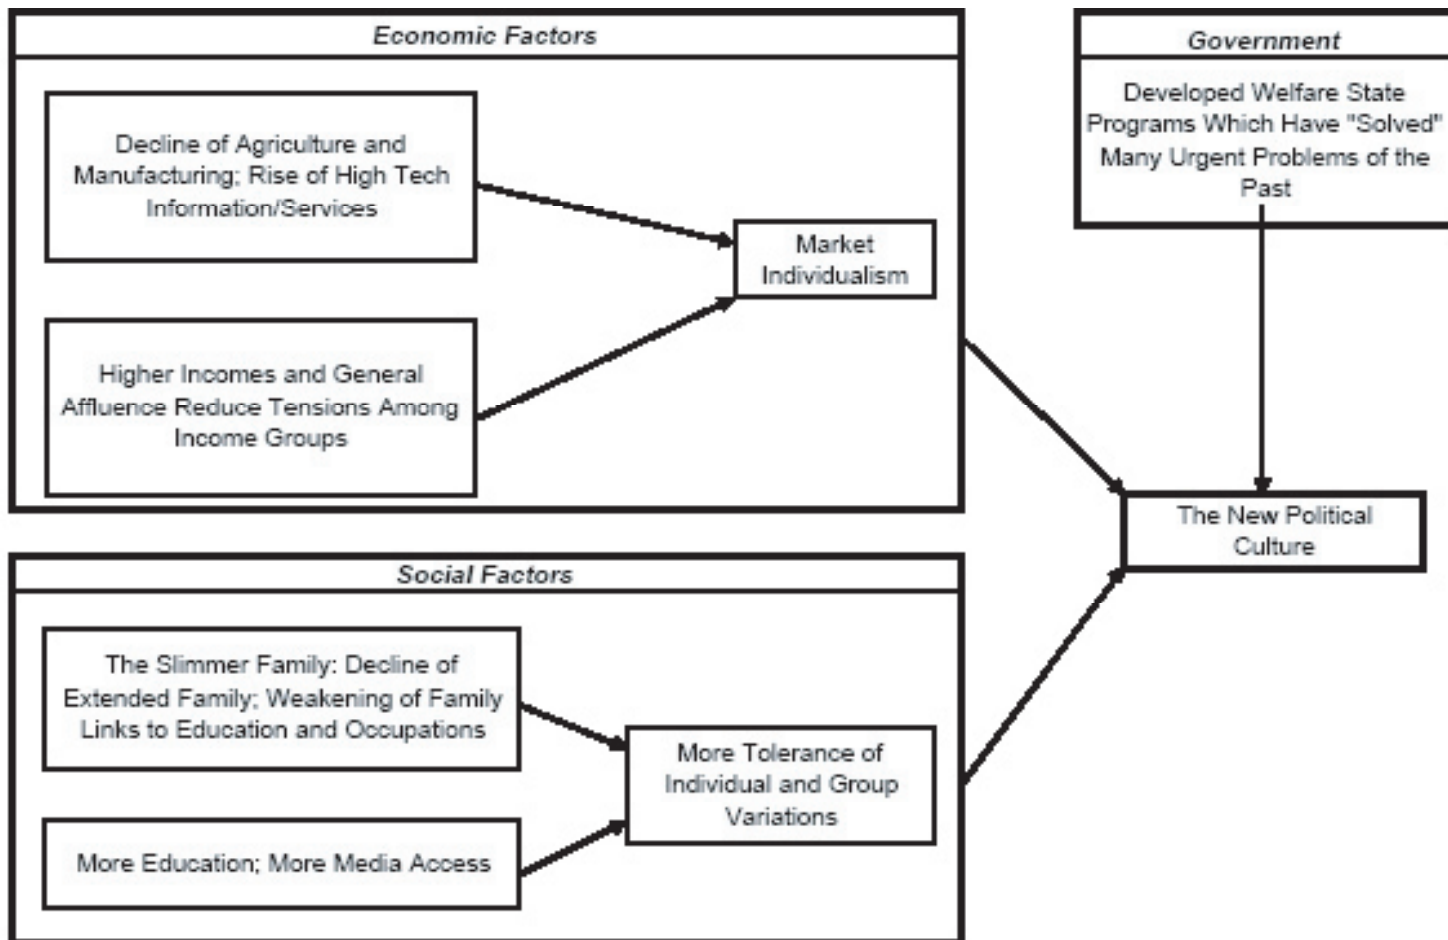 Economic Factors
Decline of Agriculture and
Manufacturing; Rise of High Tech
Information/Services
Market
Individualism
Higher Incomes and General
Affluence Reduce Tensions Among
Income Groups
Government
Developed Welfare State
Programs Which Have "Solved"
Many Urgent Problems of the
Past
The New Political
Culture
Social Factors
The Slimmer Family: Decline of
Extended Family; Weakening of Family
Links to Education and Occupations
More Tolerance of
Individual and Group
Variations
More Education; More Media Access